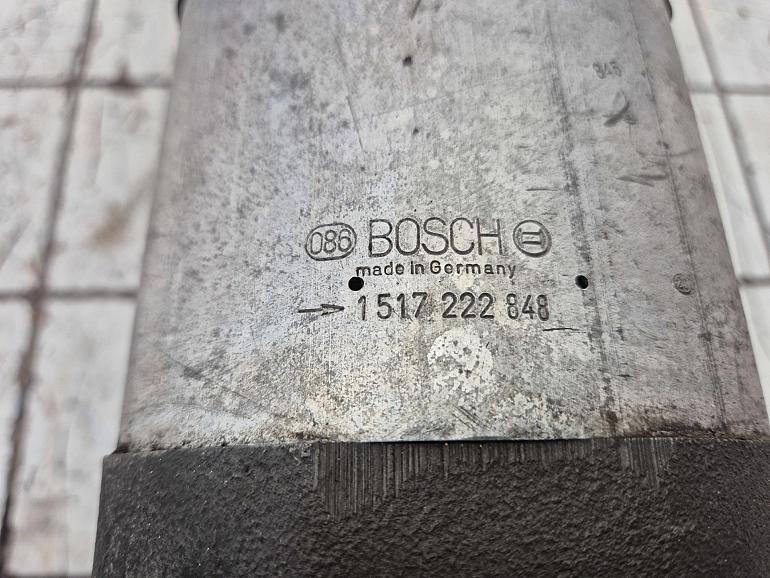 086 BOSCH
made in Germany
→ 1 517 222 848